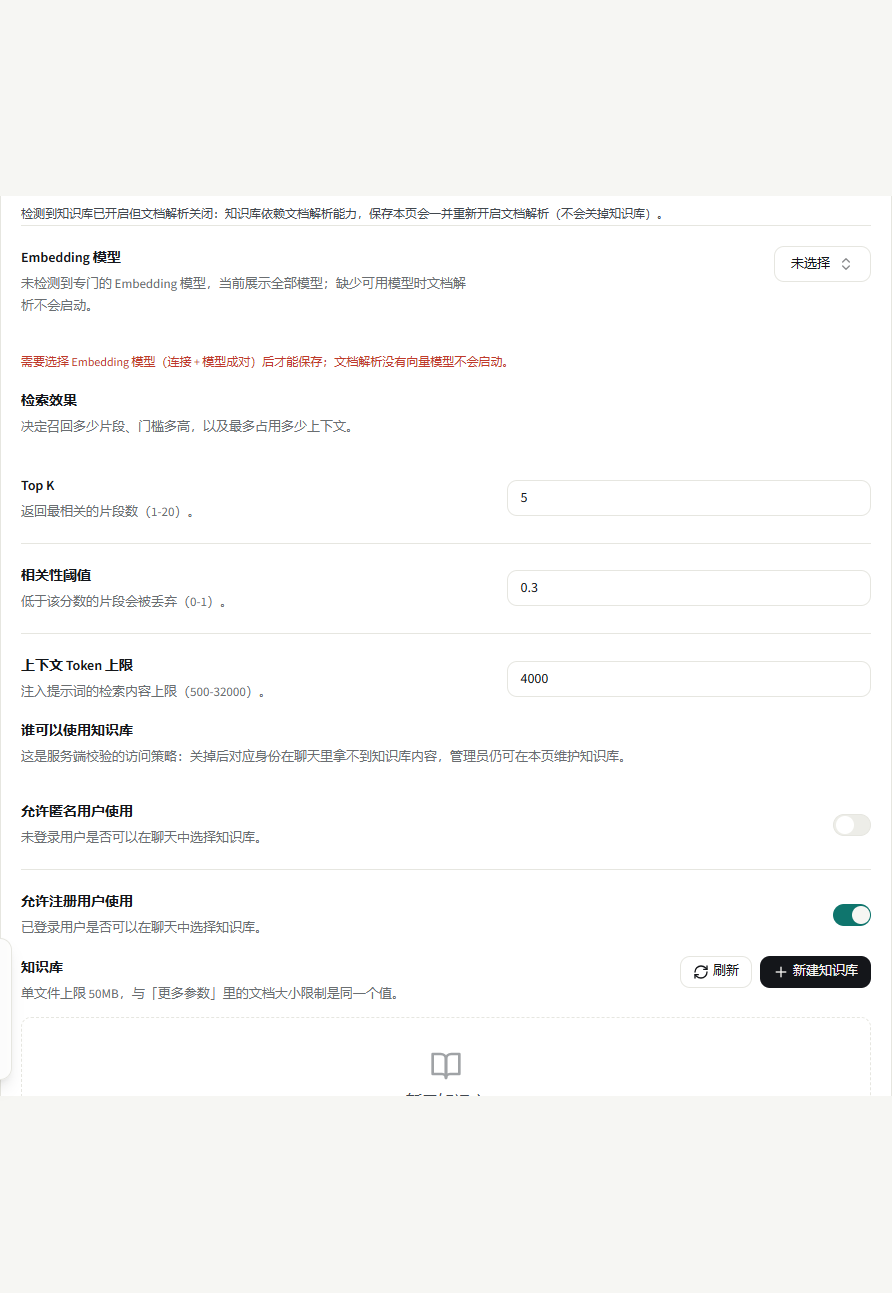 检测到知识库已开启但文档解析关闭：知识库依赖文档解析能力，保存本页会一并重新开启文档解析（不会关掉知识库）。
Embedding 模型
未选择
未检测到专门的 Embedding 模型，当前展示全部模型；缺少可用模型时文档解
析不会启动。
需要选择 Embedding 模型（连接 + 模型成对）后才能保存；文档解析没有向量模型不会启动。
检索效果
决定召回多少片段、门槛多高，以及最多占用多少上下文。
Top K
返回最相关的片段数（1-20）。
5
相关性阈值
低于该分数的片段会被丢弃（0-1）。
0.3
上下文 Token 上限
注入提示词的检索内容上限（500-32000）。
4000
谁可以使用知识库
这是服务端校验的访问策略：关掉后对应身份在聊天里拿不到知识库内容，管理员仍可在本页维护知识库。
允许匿名用户使用
未登录用户是否可以在聊天中选择知识库。
允许注册用户使用
已登录用户是否可以在聊天中选择知识库。
知识库
刷新
新建知识库
单文件上限 50MB，与「更多参数」里的文档大小限制是同一个值。